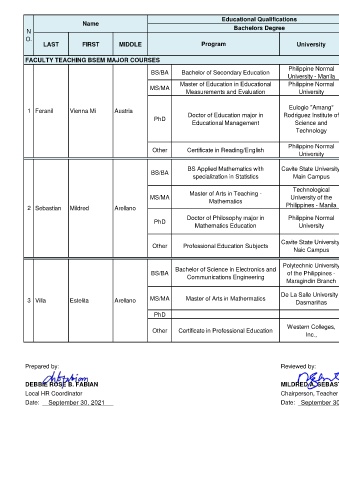 Educational Qualifications
N O.
Name
Bachelors Degree
LAST
FIRST
MIDDLE
Program
University
FACULTY TEACHING BSEM MAJOR COURSES
1
Feranil
Vienna Mi
Austria
BS/BA
Bachelor of Secondary Education
Philippine Normal
University - Manila
MS/MA
Master of Education in Educational
Measurements and Evaluation
Philippine Normal
University
PhD
Doctor of Education major in
Educational Management
Eulogio "Amang"
Rodriguez Institute of
Science and
Technology
Other
Certificate in Reading/English
Philippine Normal
University
2
Sebastian
Mildred
Arellano
BS/BA
BS Applied Mathematics with
specialization in Statistics
Cavite State University
Main Campus
MS/MA
Master of Arts in Teaching -
Mathematics
Technological
University of the
Philippines - Manila
PhD
Doctor of Philosophy major in
Mathematics Education
Philippine Normal
University
Other
Professional Education Subjects
Cavite State University
Naic Campus
3
Villa
Estelita
Arellano
BS/BA
Bachelor of Science in Electronics and
Communications Engineering
Polytechnic University
of the Philippines -
Maragindin Branch
MS/MA
Master of Arts in Mathematics
De La Salle University
Dasmariñas
PhD
Other
Certificate in Professional Education
Western Colleges,
Inc.,
Prepared by:
Reviewed by:
DEBBIE ROSE B. FABIAN
MILDRED A. SEBAST
Local HR Coordinator
Chairperson, Teacher
Date: September 30, 2021
Date: September 30